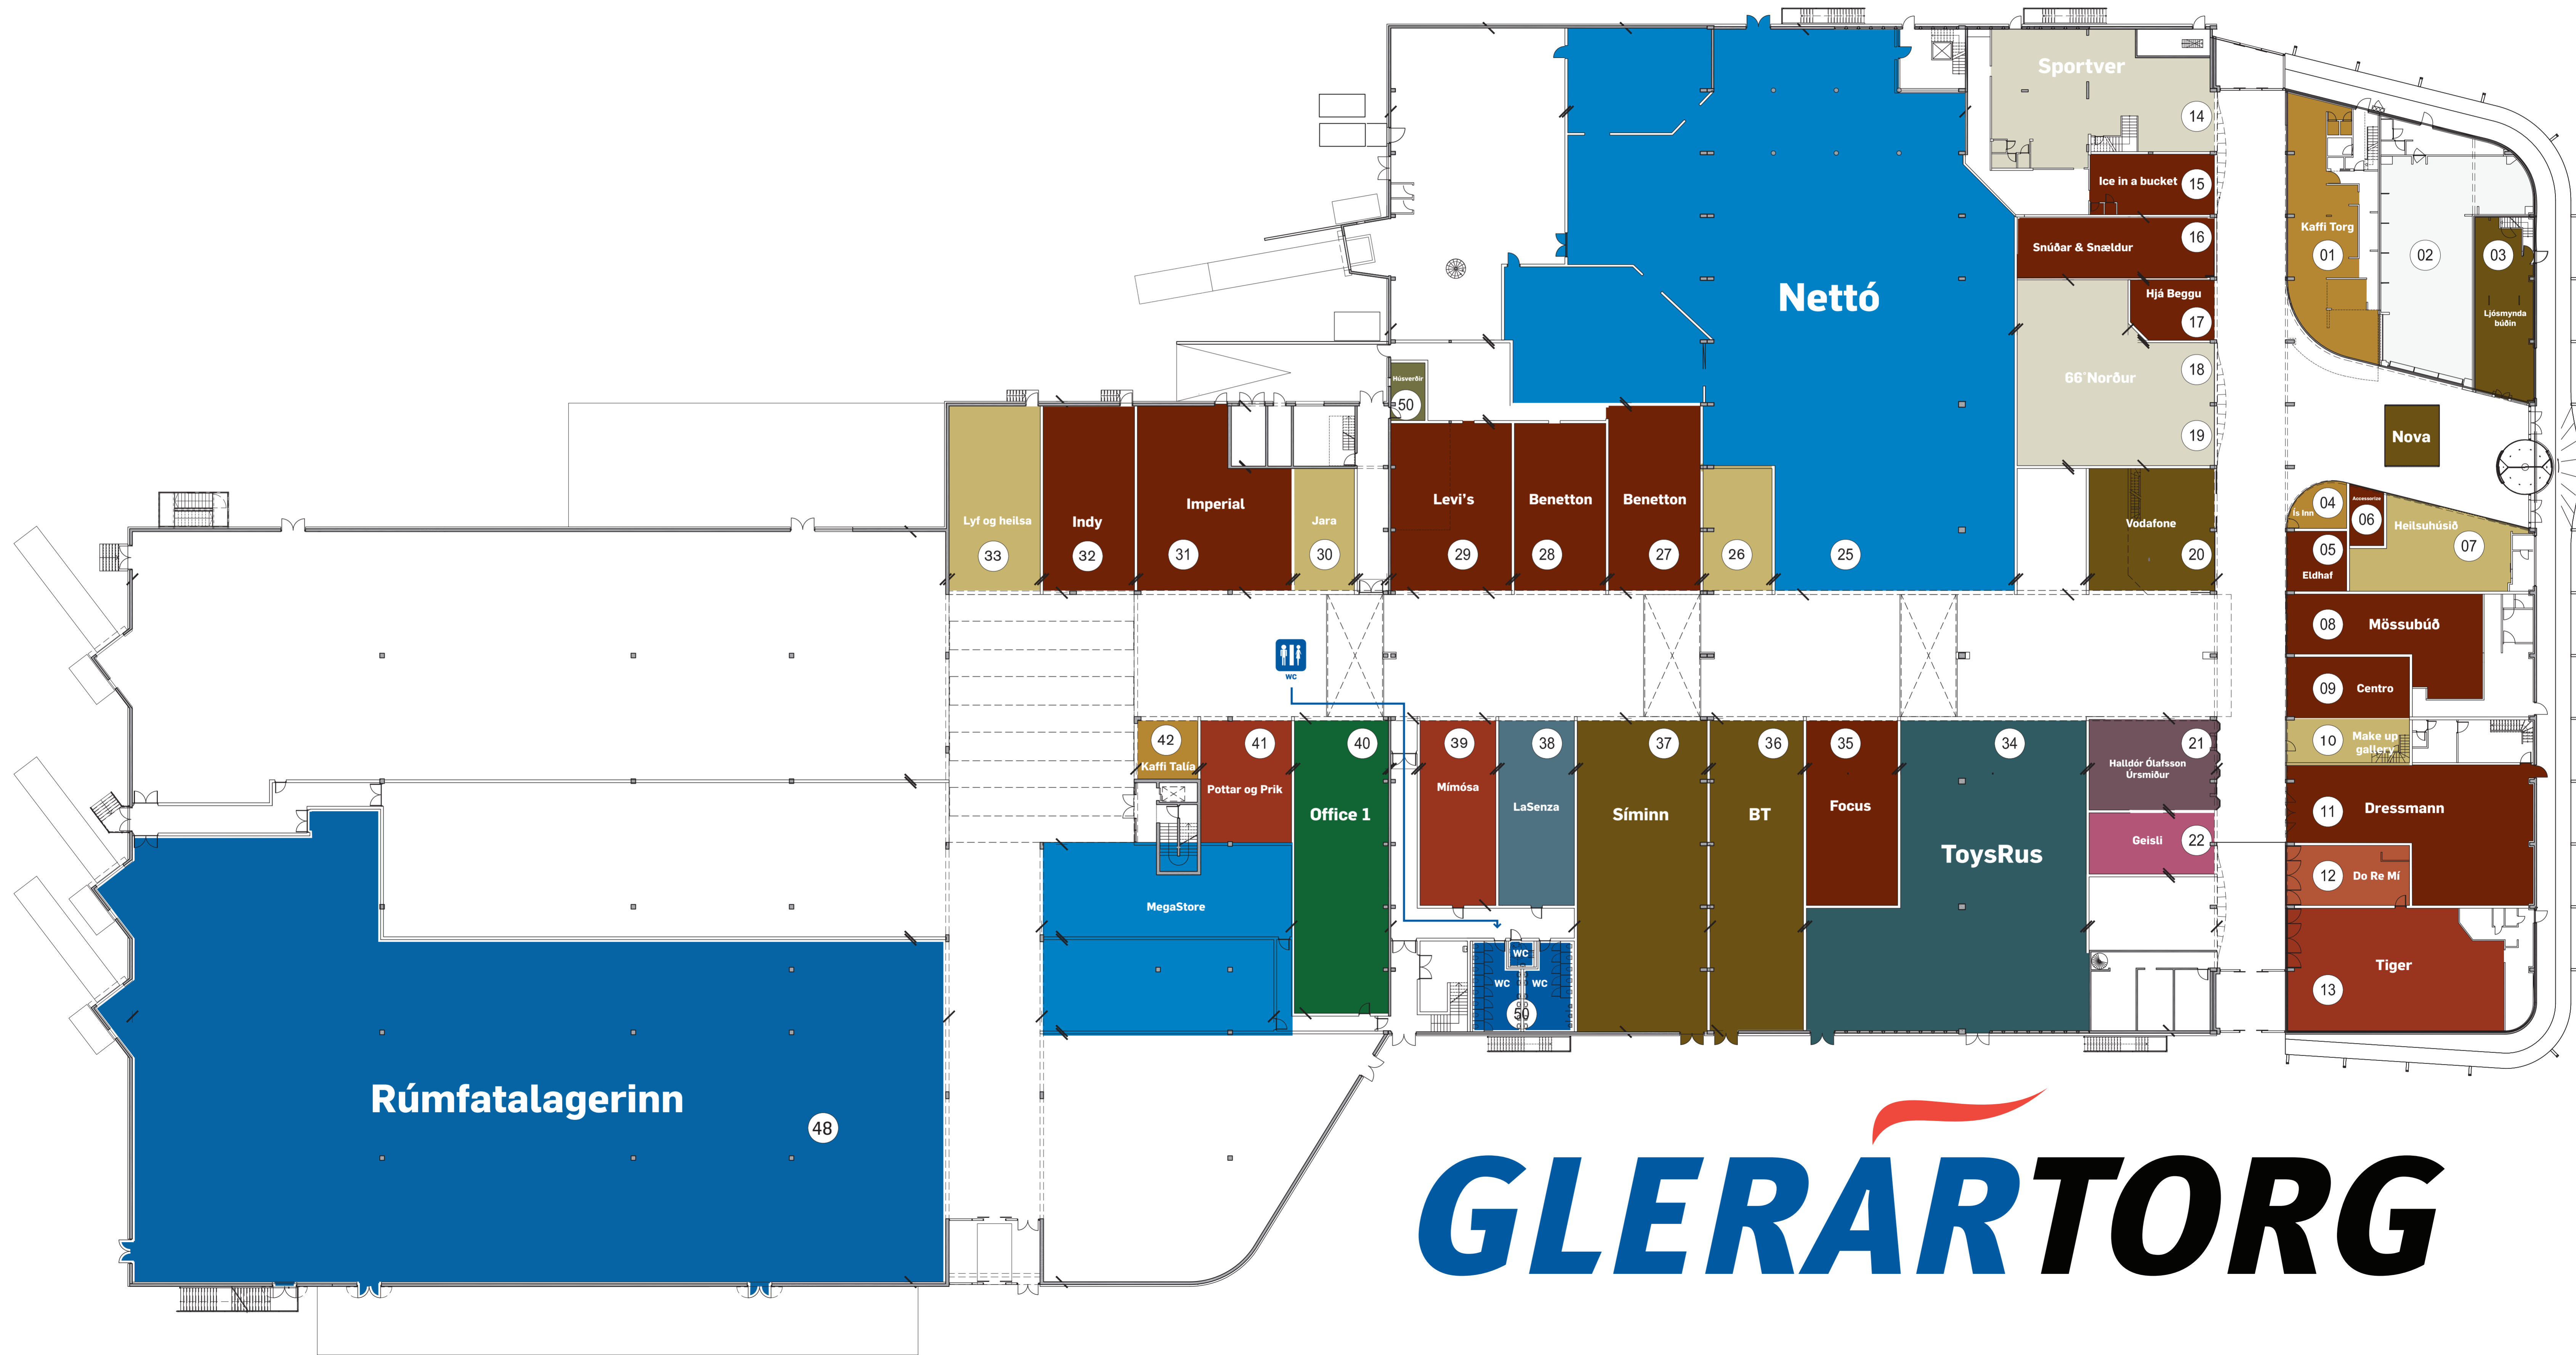 Sportver
14
Ice in a bucket
15
Snúðar & Snældur
16
Hjá Beggu
17
18
66°Norður
19
Nettó
25
26
Kaffi Torg
01
02
03
Ljósmynda
búðin
Nova
Húsverðir
50
Lyf og heilsa
33
Indy
32
Imperial
31
Jara
30
Levi's
29
Benetton
28
Benetton
27
Vodafone
20
04
Ís Inn
Accessorize
06
Heilsuhúsið
07
05
Eldhaf
08
Mössubúð
09
Centro
10
Make up
gallery
11
Dressmann
12
Do Re Mí
Tiger
13
WC
42
Kaffi Talía
41
Pottar og Prik
40
Office 1
39
Mímósa
38
LaSenza
37
Síminn
36
BT
35
Focus
34
ToysRus
21
Halldór Ólafsson
Úrsmiður
Geisli
22
MegaStore
WC
WC
WC
50
Rúmfatalagerinn
48
GLERÁRTORG